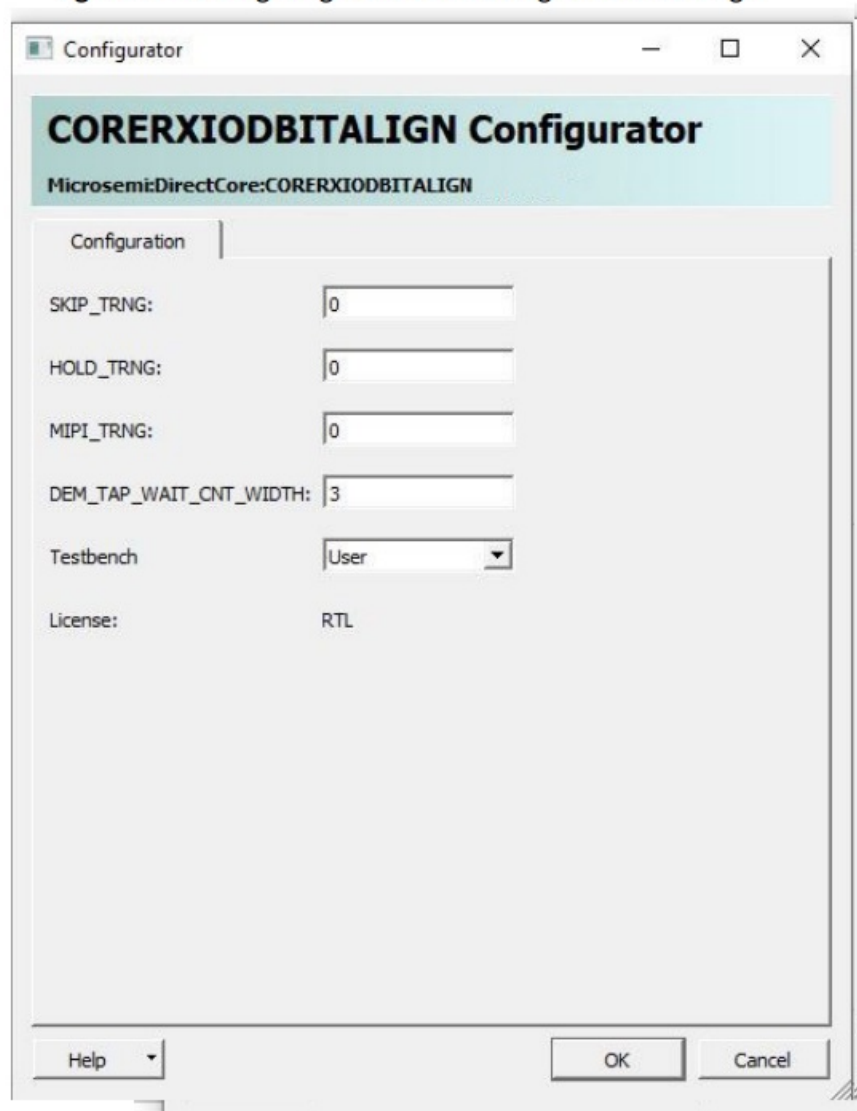 Configurator
CORERXIODBITALIGN Configurator
Microsemi:DirectCore:CORERXIODBITALIGN
Configuration
SKIP_TRNG: 0
HOLD_TRNG: 0
MIPI_TRNG: 0
DEM_TAP_WAIT_CNT_WIDTH: 3
Testbench User
License: RTL
Help OK Cancel